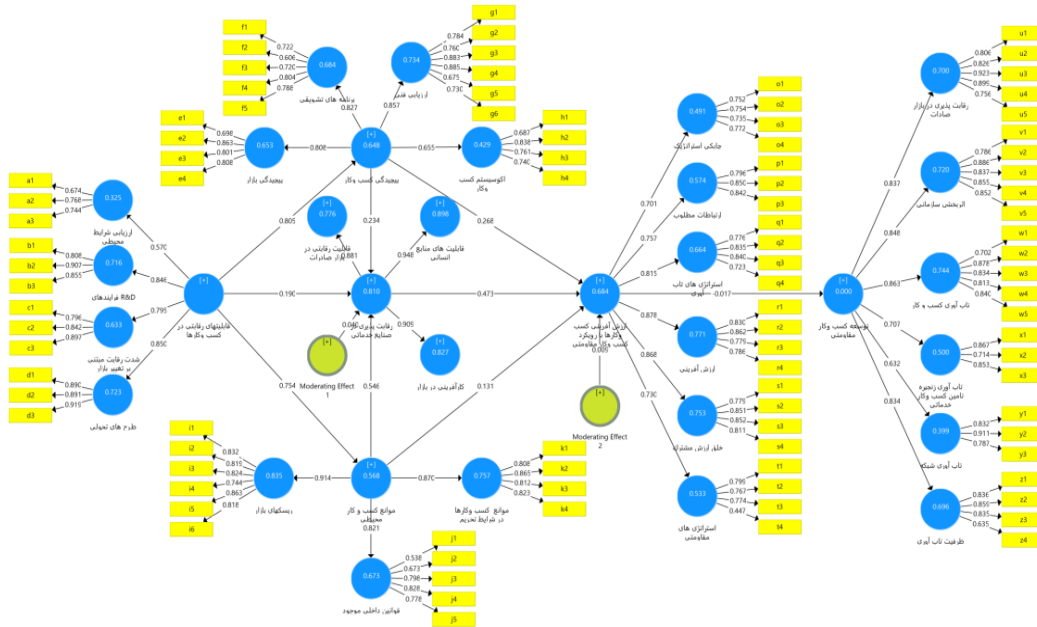 f1
f2
f3
f4
f5
0.722
0.606
0.720
0.804
0.788
0.684
برنامه های تشویقی
0.827
g1
g2
g3
g4
g5
g6
0.784
0.760
0.883
0.885
0.675
0.730
0.734
ارزیابی فنی
0.857
e1
e2
e3
e4
0.698
0.863
0.801
0.808
0.653
پیچیدگی بازار
0.808
[+]
0.648
پیچیدگی کسب وکار
0.655
0.429
اکوسیستم کسب
وکار
0.687
0.838
0.761
0.740
h1
h2
h3
h4
a1
a2
a3
0.674
0.768
0.744
0.325
ارزیابی شرایط
محیطی
0.570
b1
b2
b3
0.808
0.907
0.855
0.716
فرآیندهای R&D
0.846
c1
c2
c3
0.796
0.842
0.897
0.633
شدت رقابت مبتنی
بر تغییر بازار
0.795
d1
d2
d3
0.890
0.891
0.919
0.723
طرح های تحولی
0.850
[+]
قابلیتهای رقابتی در
کسب وکارها
0.805
0.190
0.754
0.234
0.268
[+]
0.776
قابلیت رقابتی در
بازار صادرات
0.881
[+]
0.898
قابلیت های منابع
انسانی
0.948
[+]
0.810
رقابت پذیری در
صنایع خدماتی
0.473
0.909
0.827
کارآفرینی در بازار
0.040
[+]
Moderating Effect
1
0.546
0.131
i1
i2
i3
i4
i5
i6
0.832
0.819
0.824
0.744
0.863
0.818
0.835
ریسکهای بازار
0.914
[+]
0.568
موانع کسب و کار
محیطی
0.870
0.757
موانع کسب وکارها
در شرایط تحریم
0.808
0.865
0.812
0.823
k1
k2
k3
k4
0.821
0.673
قوانین داخلی موجود
0.538
0.673
0.798
0.828
0.778
j1
j2
j3
j4
j5
[+]
0.684
ارزش آفرینی کسب
وکارها با رویکرد
کسب وکار مقاومتی
0.009
[+]
Moderating Effect
2
0.701
0.491
چابکی استراتژیک
0.752
0.754
0.735
0.772
o1
o2
o3
o4
0.757
0.574
ارتباطات مطلوب
0.796
0.850
0.842
p1
p2
p3
0.815
0.664
استراتژی های تاب
آوری
0.776
0.835
0.840
0.723
q1
q2
q3
q4
0.878
0.771
ارزش آفرینی
0.830
0.862
0.779
0.786
r1
r2
r3
r4
0.868
0.753
خلق ارزش مشترک
0.779
0.851
0.852
0.811
s1
s2
s3
s4
0.730
0.533
استراتژی های
مقاومتی
0.799
0.767
0.774
0.447
t1
t2
t3
t4
-0.017
[+]
0.000
توسعه کسب وکار
مقاومتی
0.837
0.700
رقابت پذیری در بازار
صادرات
0.806
0.826
0.923
0.899
0.756
u1
u2
u3
u4
u5
0.848
0.720
اثربخشی سازمانی
0.786
0.886
0.837
0.855
0.852
v1
v2
v3
v4
v5
0.863
0.744
تاب آوری کسب و کار
0.702
0.878
0.834
0.813
0.840
w1
w2
w3
w4
w5
0.707
0.500
تاب آوری زنجیره
تامین کسب وکار
خدماتی
0.867
0.714
0.853
x1
x2
x3
0.632
0.399
تاب آوری شبکه
0.832
0.911
0.787
y1
y2
y3
0.834
0.696
ظرفیت تاب آوری
0.836
0.859
0.835
0.635
z1
z2
z3
z4